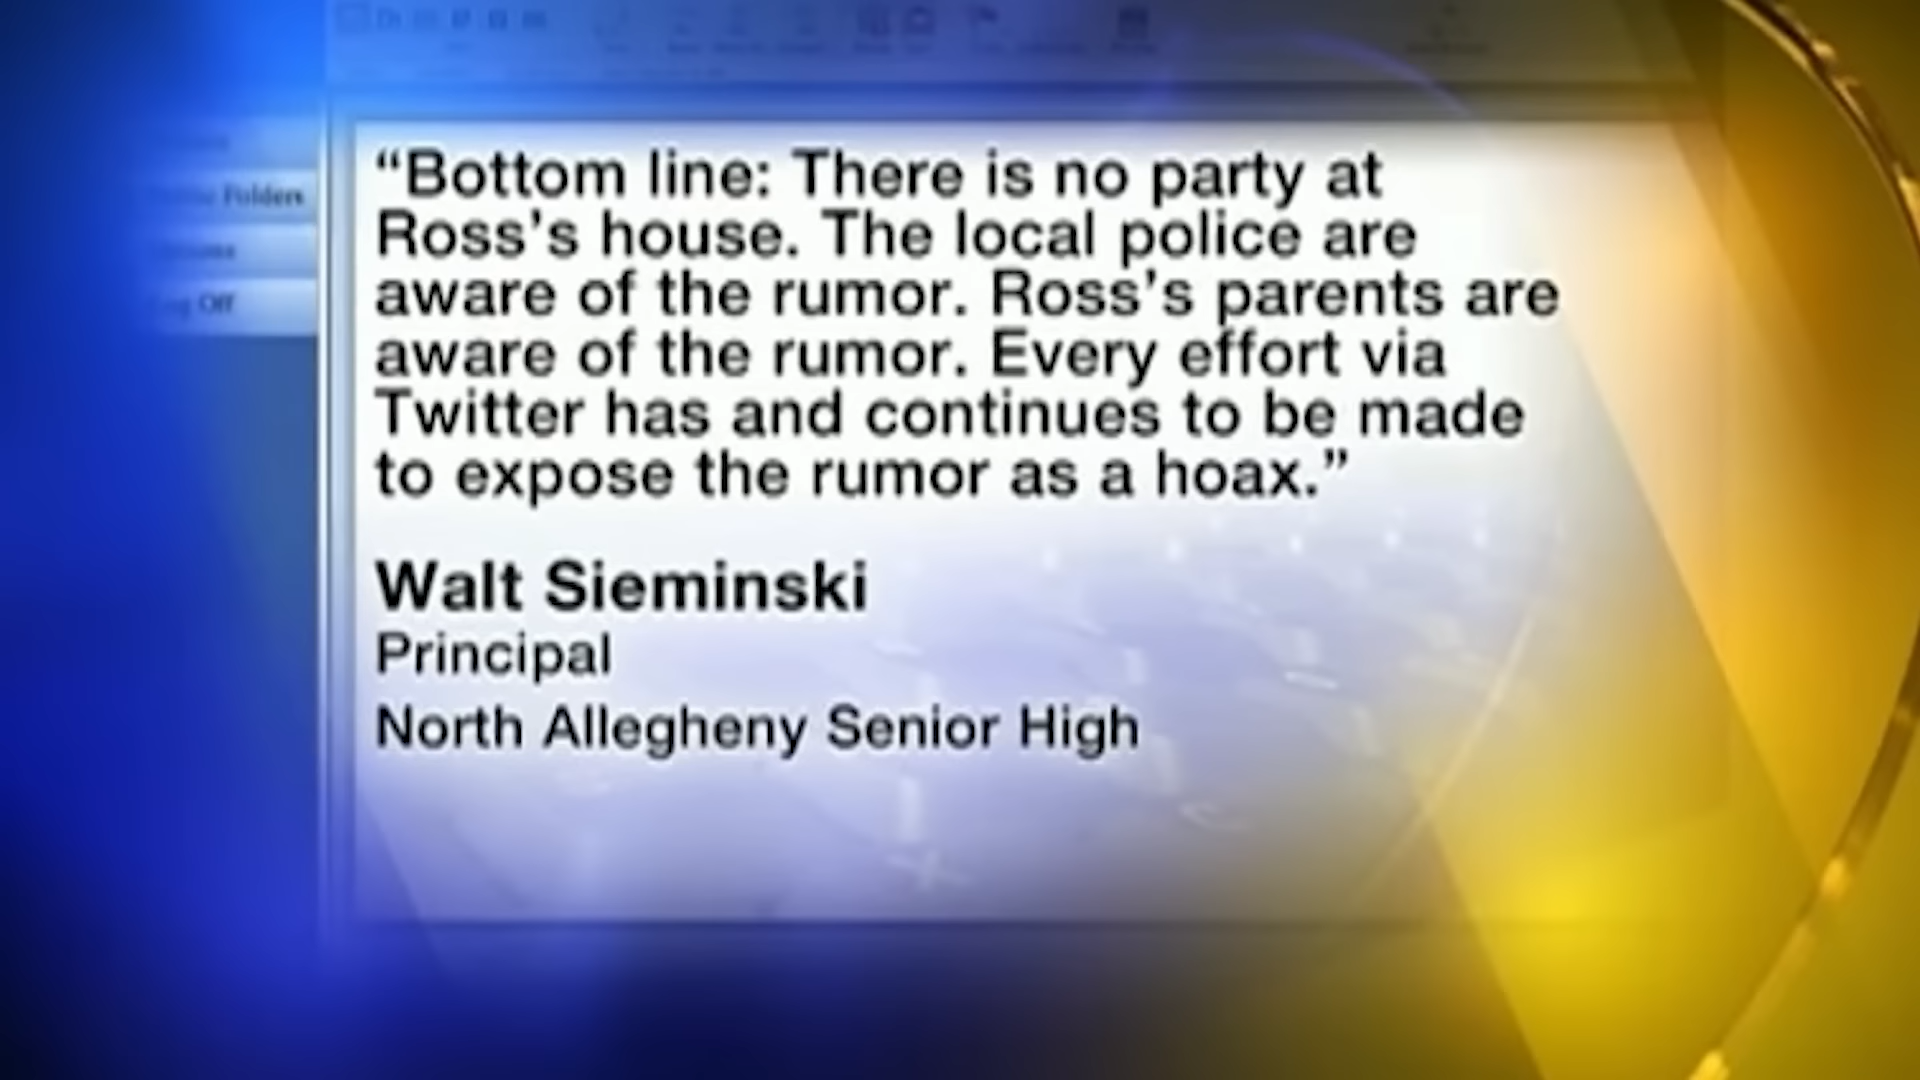 “Bottom line: There is no party at
Ross’s house. The local police are
aware of the rumor. Ross’s parents are
aware of the rumor. Every effort via
Twitter has and continues to be made
to expose the rumor as a hoax.”
Walt Sieminski
Principal
North Allegheny Senior High
Folders
Off